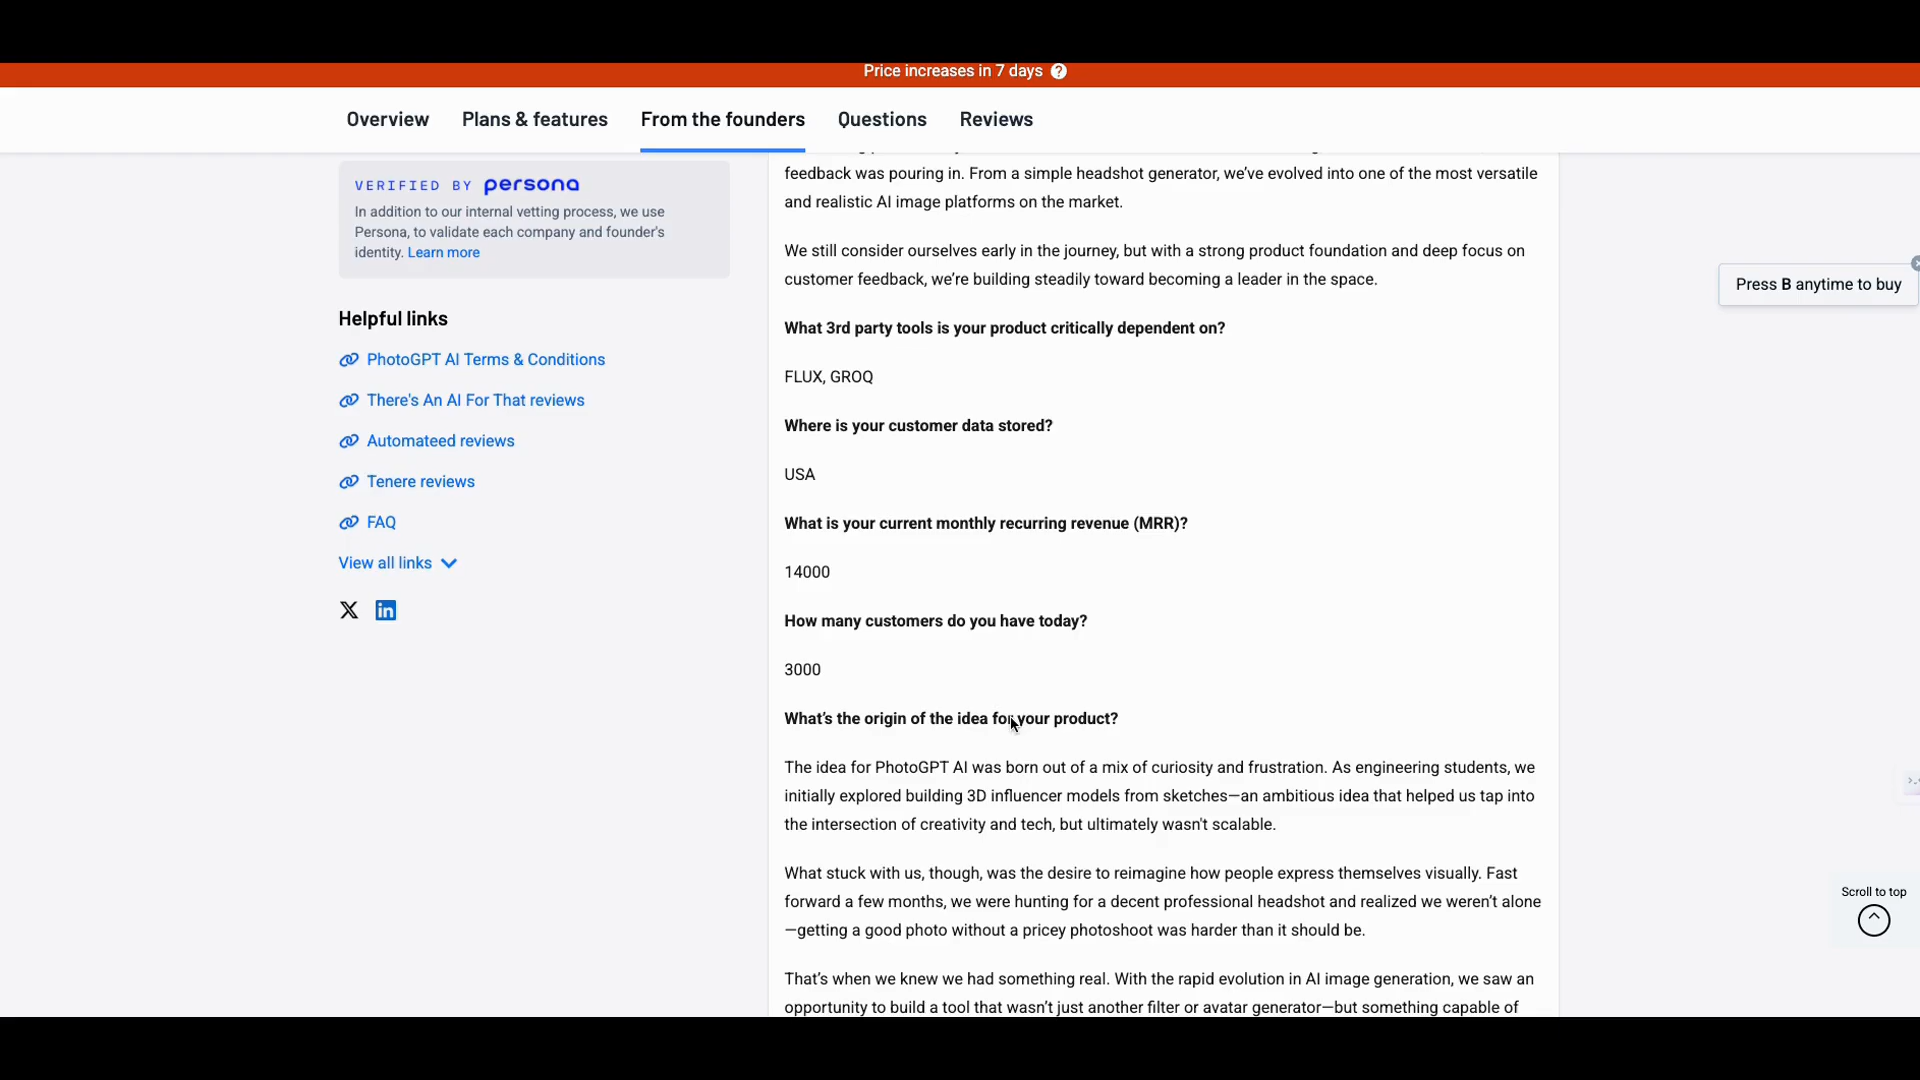 Price increases in 7 days ?
Overview
Plans & features
From the founders
Questions
Reviews
VERIFIED BY persona
In addition to our internal vetting process, we use
Persona, to validate each company and founder's
identity. Learn more
Helpful links
PhotoGPT AI Terms & Conditions
There's An AI For That reviews
Automateed reviews
Tenere reviews
FAQ
View all links
feedback was pouring in. From a simple headshot generator, we’ve evolved into one of the most versatile
and realistic AI image platforms on the market.
We still consider ourselves early in the journey, but with a strong product foundation and deep focus on
customer feedback, we’re building steadily toward becoming a leader in the space.
What 3rd party tools is your product critically dependent on?
FLUX, GROQ
Where is your customer data stored?
USA
What is your current monthly recurring revenue (MRR)?
14000
How many customers do you have today?
3000
What’s the origin of the idea for your product?
The idea for PhotoGPT AI was born out of a mix of curiosity and frustration. As engineering students, we
initially explored building 3D influencer models from sketches—an ambitious idea that helped us tap into
the intersection of creativity and tech, but ultimately wasn't scalable.
What stuck with us, though, was the desire to reimagine how people express themselves visually. Fast
forward a few months, we were hunting for a decent professional headshot and realized we weren’t alone
—getting a good photo without a pricey photoshoot was harder than it should be.
That’s when we knew we had something real. With the rapid evolution in AI image generation, we saw an
opportunity to build a tool that wasn’t just another filter or avatar generator—but something capable of
Press B anytime to buy
Scroll to top